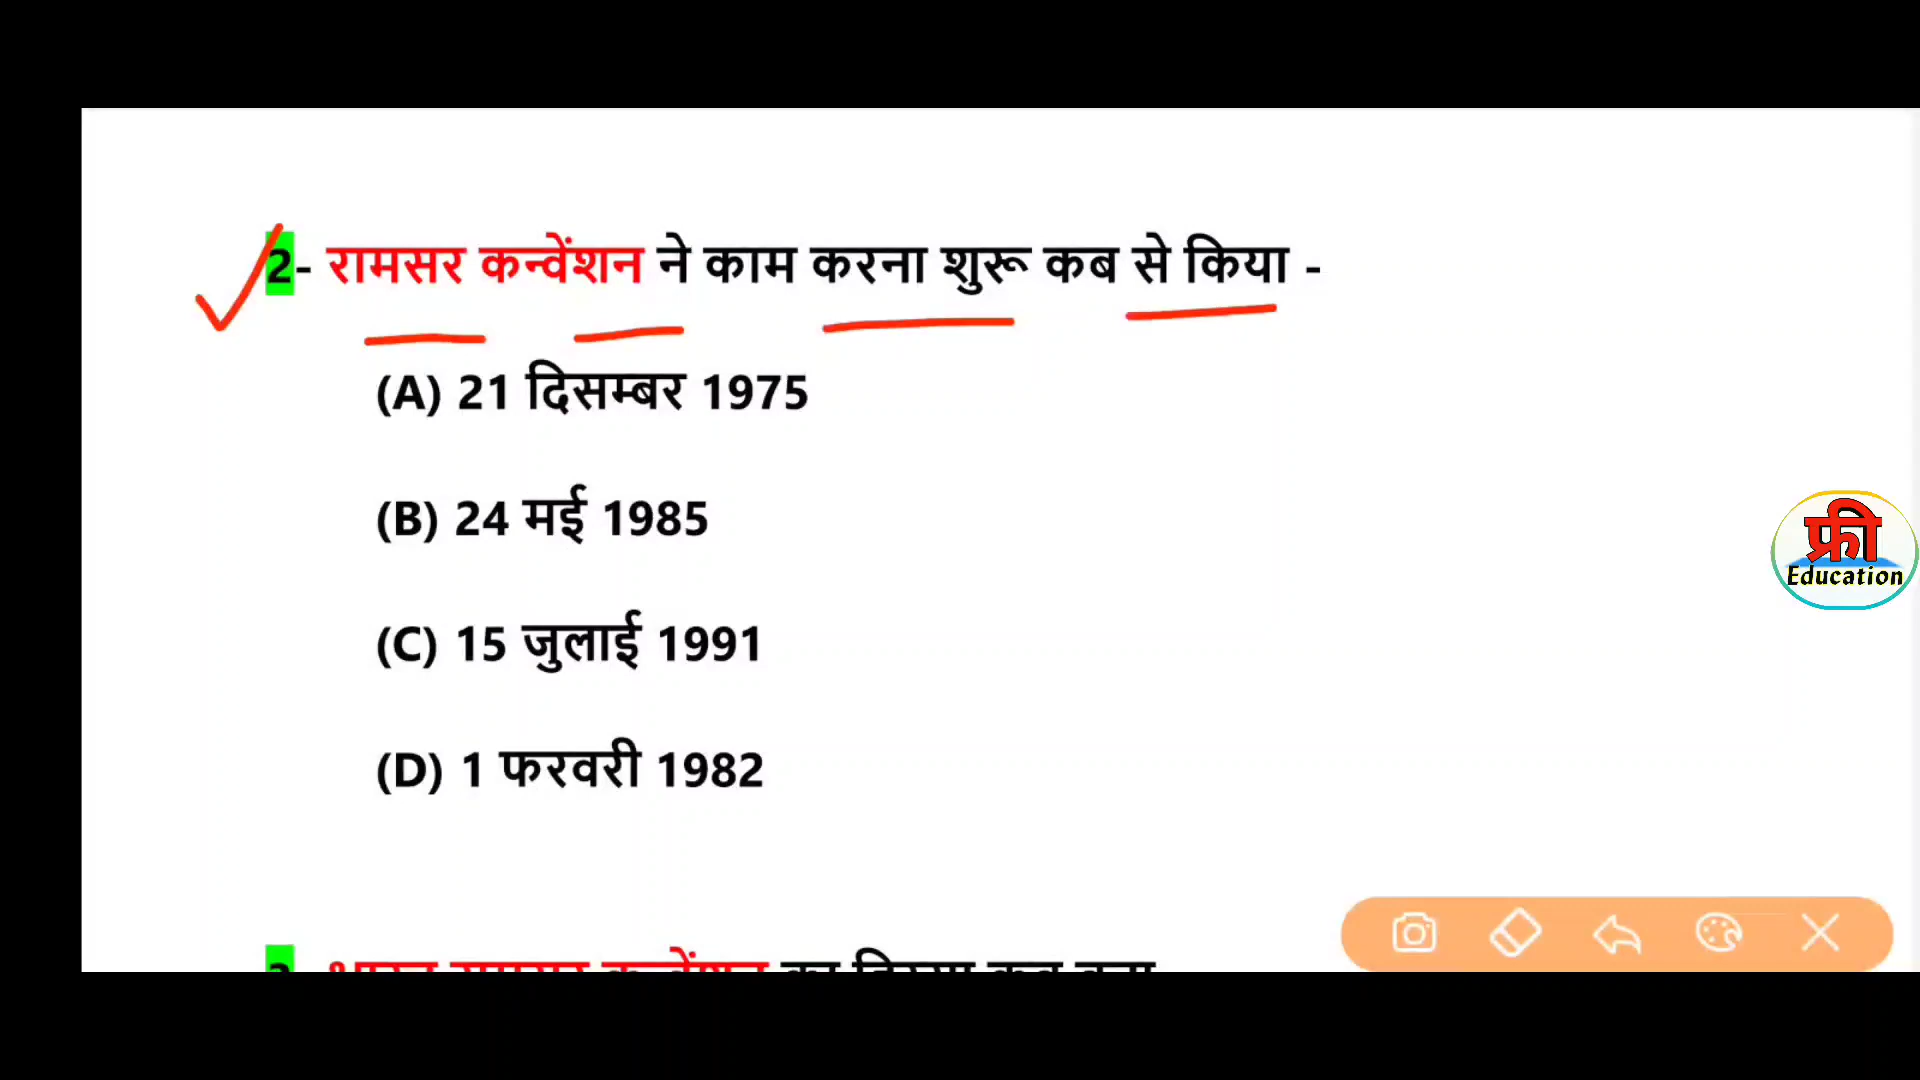 2- रामसर कन्वेंशन ने काम करना शुरू कब से किया -
(A) 21 दिसम्बर 1975
(B) 24 मई 1985
(C) 15 जुलाई 1991
(D) 1 फरवरी 1982
फ्री
Education